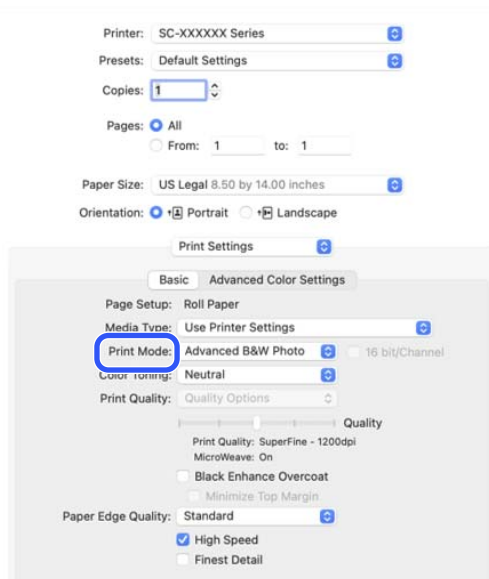 Printer: SC-XXXXXX Series
Presets: Default Settings
Copies: 1
Pages: All
From: 1 to: 1
Paper Size: US Legal 8.50 by 14.00 inches
Orientation: Portrait Landscape
Print Settings
Basic Advanced Color Settings
Page Setup: Roll Paper
Media Type: Use Printer Settings
Print Mode: Advanced B&W Photo 16 bit/Channel
Color Toning: Neutral
Print Quality: Quality Options
Quality
Print Quality: SuperFine - 1200dpi
MicroWeave: On
Black Enhance Overcoat
Minimize Top Margin
Paper Edge Quality: Standard
High Speed
Finest Detail